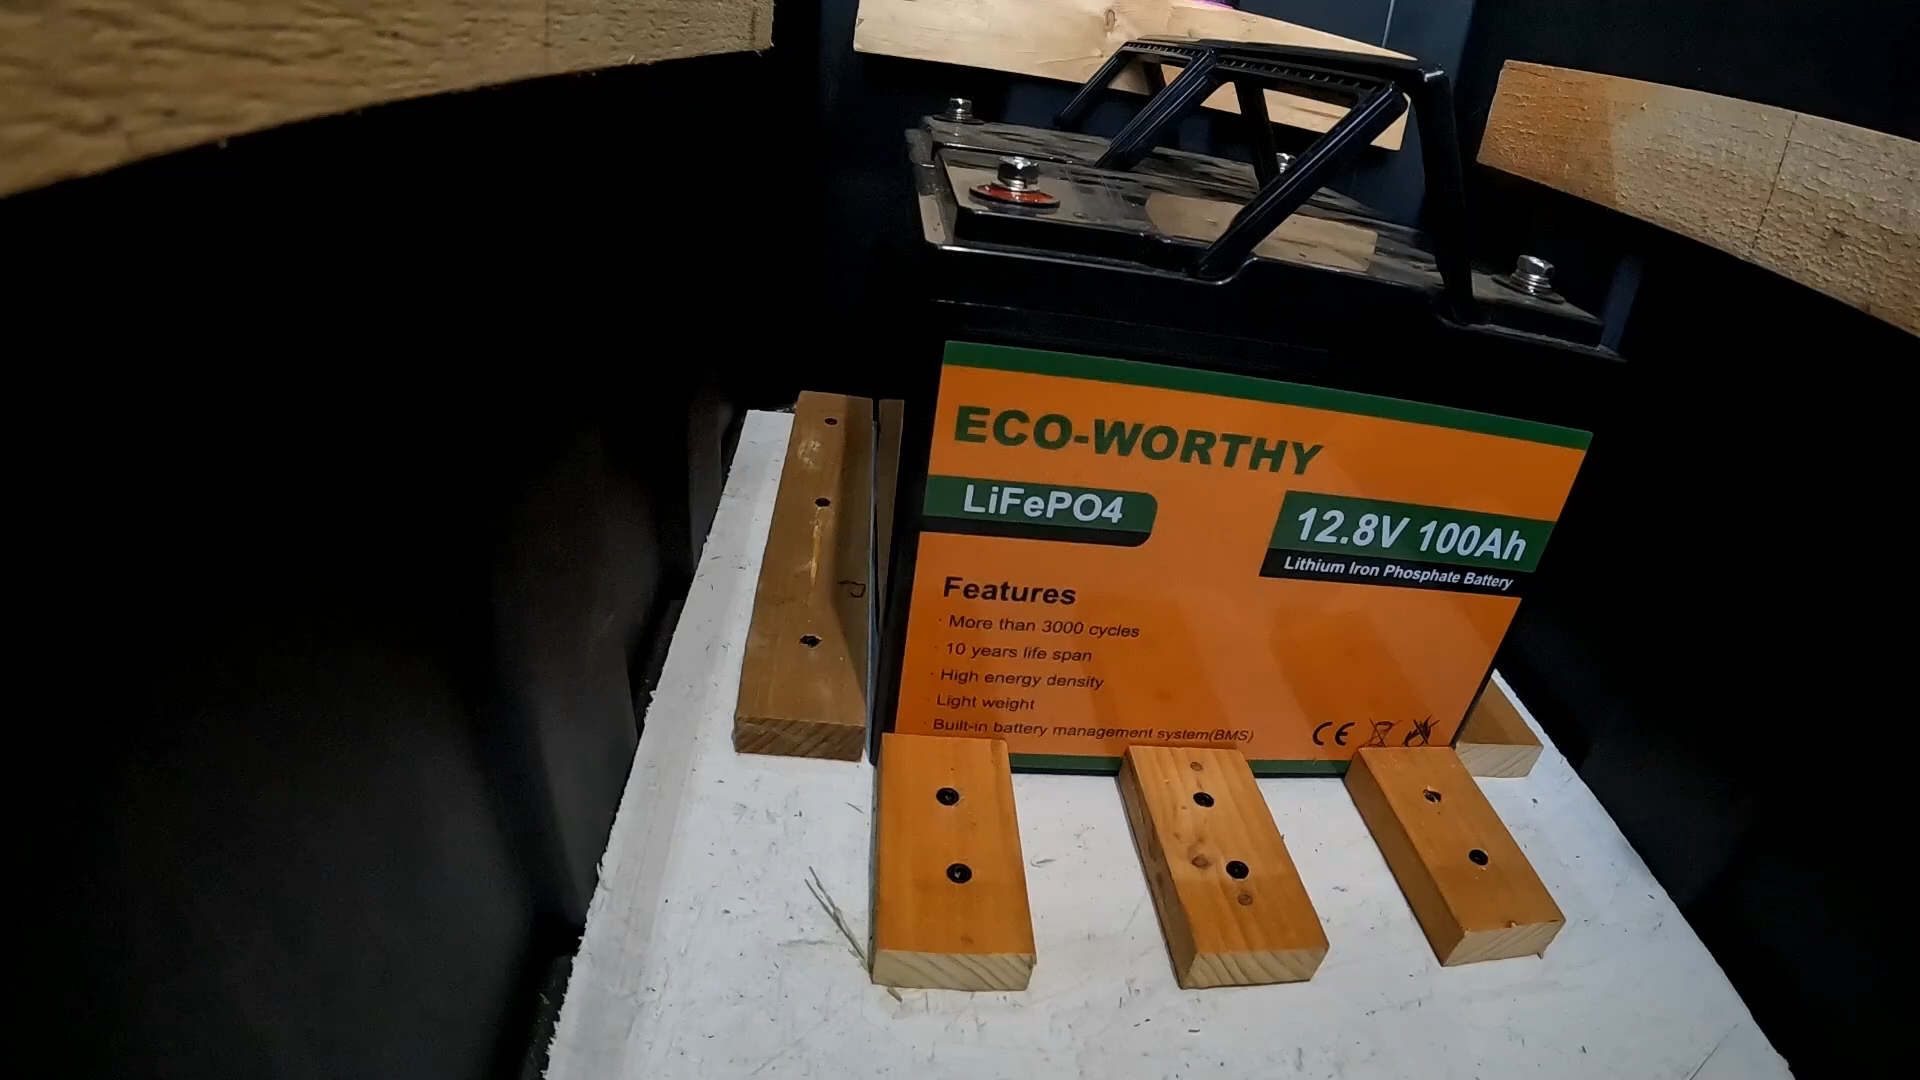 ECO-WORTHY
LiFePO4
12.8V 100Ah
Lithium Iron Phosphate Battery
Features
· More than 3000 cycles
· 10 years life span
· High energy density
· Light weight
· Built-in battery management system(BMS)
CE